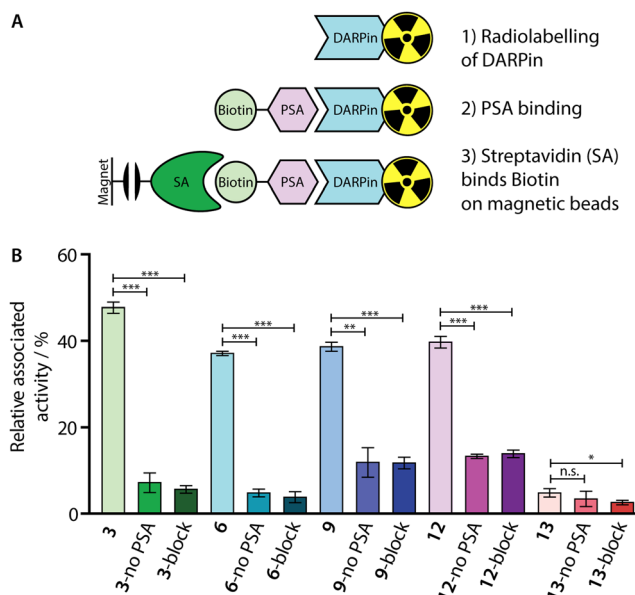 A
DARPin
1) Radiolabelling
of DARPin
Biotin
PSA
DARPin
2) PSA binding
Magnet
SA
Biotin
PSA
DARPin
3) Streptavidin (SA)
binds Biotin
on magnetic beads
B
Relative associated
activity / %
60
40
20
0
***
***
***
***
***
**
***
***
*
n.s.
3
3-no PSA
3-block
6
6-no PSA
6-block
9
9-no PSA
9-block
12
12-no PSA
12-block
13
13-no PSA
13-block